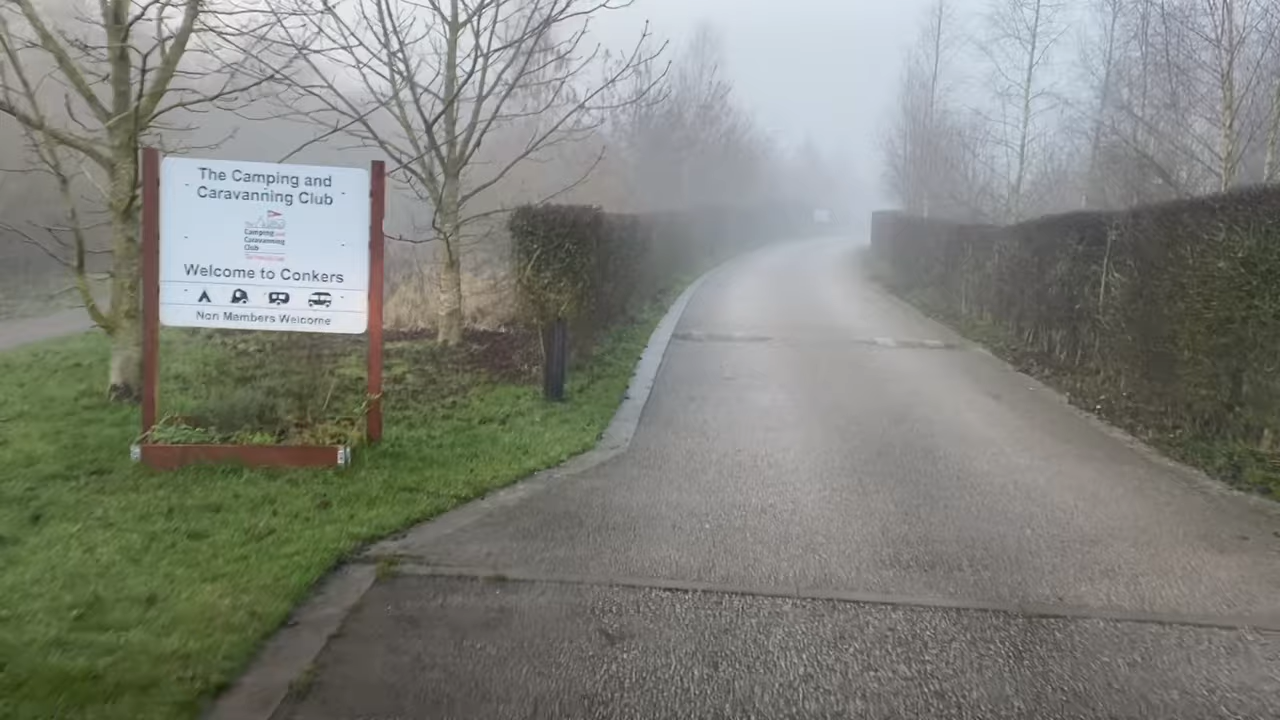 The Camping and
Caravanning Club
Camping and
Caravanning
Club
Welcome to Conkers
Non Members Welcome